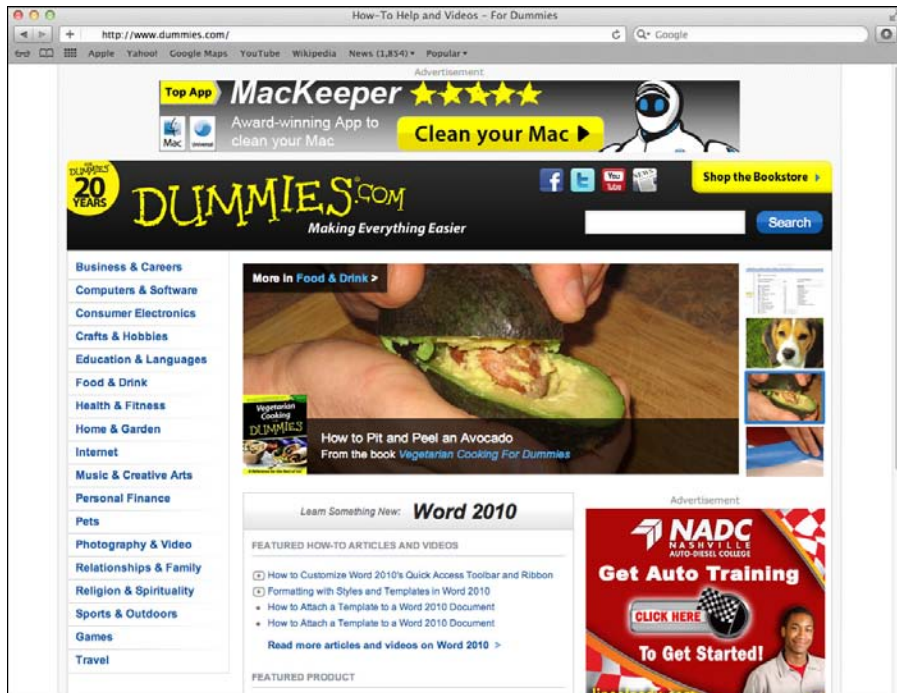 How-To Help and Videos – For Dummies
http://www.dummies.com/
Google
Apple Yahoo! Google Maps YouTube Wikipedia News (1,854) Popular
Advertisement
Top App MacKeeper
Mac Universal
Award-winning App to
clean your Mac
Clean your Mac
FOR DUMMIES
20
YEARS
DUMMIES.COM
Making Everything Easier
You
Tube
NEWS
Shop the Bookstore
Search
Business & Careers
Computers & Software
Consumer Electronics
Crafts & Hobbies
Education & Languages
Food & Drink
Health & Fitness
Home & Garden
Internet
Music & Creative Arts
Personal Finance
Pets
Photography & Video
Relationships & Family
Religion & Spirituality
Sports & Outdoors
Games
Travel
More in Food & Drink >
Vegetarian
Cooking
DUMMIES
How to Pit and Peel an Avocado
From the book Vegetarian Cooking For Dummies
Learn Something New: Word 2010
FEATURED HOW-TO ARTICLES AND VIDEOS
How to Customize Word 2010's Quick Access Toolbar and Ribbon
Formatting with Styles and Templates in Word 2010
How to Attach a Template to a Word 2010 Document
How to Attach a Template to a Word 2010 Document
Read more articles and videos on Word 2010 >
FEATURED PRODUCT
Advertisement
NADC
NASHVILLE
AUTO-DIESEL COLLEGE
Get Auto Training
CLICK HERE
To Get Started!